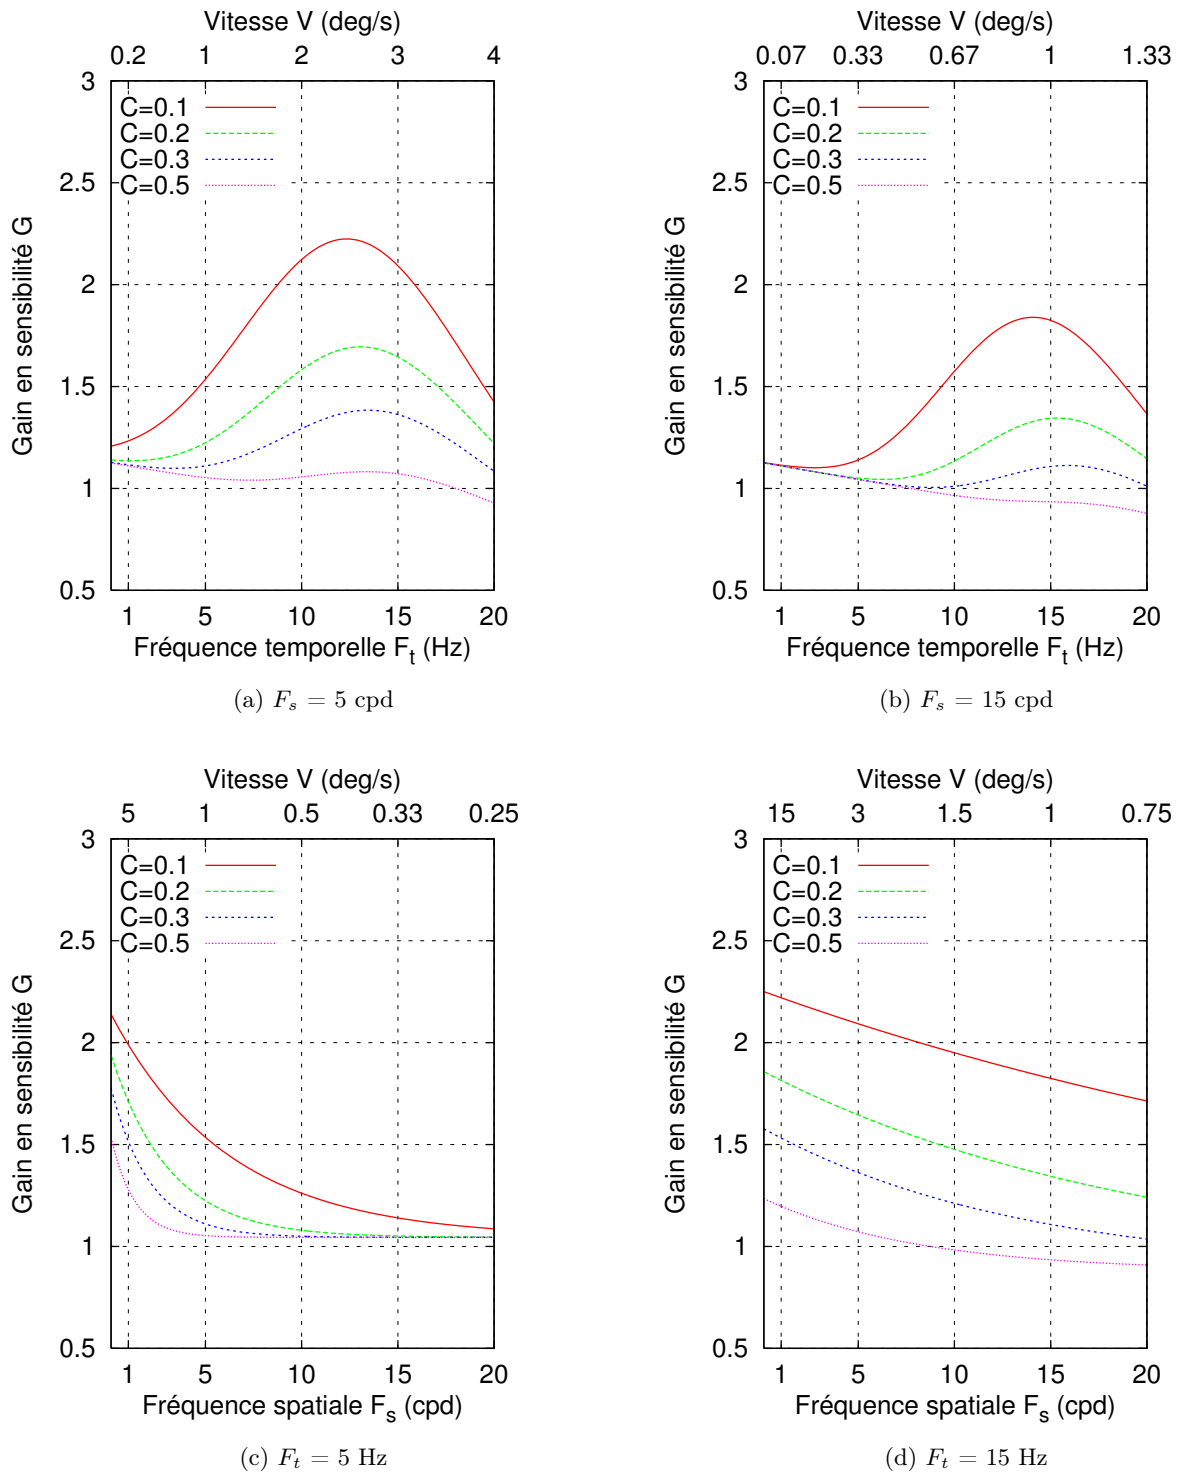 Vitesse V (deg/s)
0.2 1 2 3 4
3
2.5
2
1.5
1
0.5
Gain en sensibilité G
C=0.1
C=0.2
C=0.3
C=0.5
1 5 10 15 20
Fréquence temporelle F_t (Hz)
(a) F_s = 5 cpd
Vitesse V (deg/s)
0.07 0.33 0.67 1 1.33
3
2.5
2
1.5
1
0.5
Gain en sensibilité G
C=0.1
C=0.2
C=0.3
C=0.5
1 5 10 15 20
Fréquence temporelle F_t (Hz)
(b) F_s = 15 cpd
Vitesse V (deg/s)
5 1 0.5 0.33 0.25
3
2.5
2
1.5
1
0.5
Gain en sensibilité G
C=0.1
C=0.2
C=0.3
C=0.5
1 5 10 15 20
Fréquence spatiale F_s (cpd)
(c) F_t = 5 Hz
Vitesse V (deg/s)
15 3 1.5 1 0.75
3
2.5
2
1.5
1
0.5
Gain en sensibilité G
C=0.1
C=0.2
C=0.3
C=0.5
1 5 10 15 20
Fréquence spatiale F_s (cpd)
(d) F_t = 15 Hz